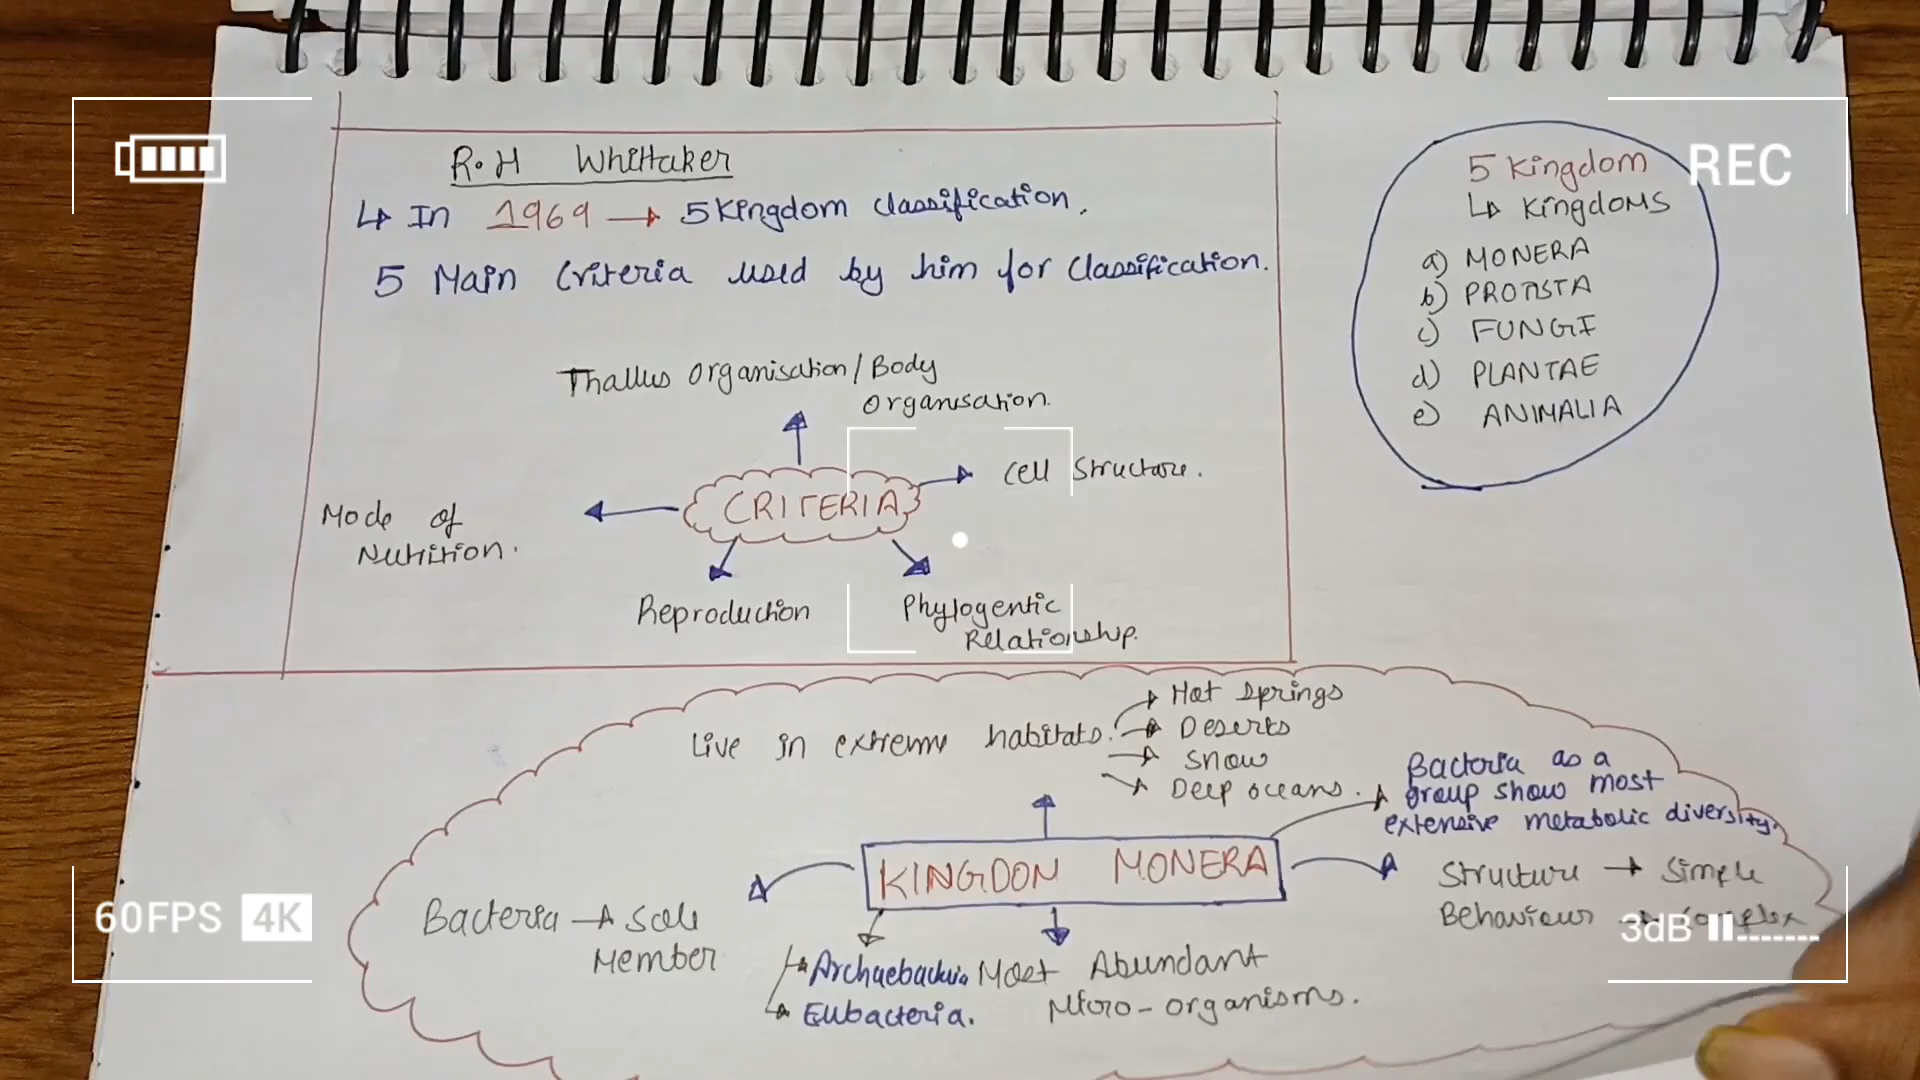 R.H Whittaker
↳ In 1969 → 5 Kingdom classification.
5 Main Criteria used by him for Classification.
Thallus Organisation / Body
Organisation.
CRITERIA
Cell Structure.
Mode of
Nutrition.
Reproduction
Phylogentic
Relationship.
5 Kingdom
↳ Kingdoms
a) MONERA
b) PROTISTA
c) FUNGI
d) PLANTAE
e) ANIMALIA
REC
Live in extreme habitats.
→ Hot springs
→ Deserts
→ Snow
→ Deep oceans.
Bacteria as a
group show most
extensive metabolic diversity
KINGDOM MONERA
Structure → Simple
Behaviour → Complex
Bacteria → Sole
Member
→ Archaebacteria
→ Eubacteria.
Most Abundant
Micro-organisms.
60FPS 4K
3dB